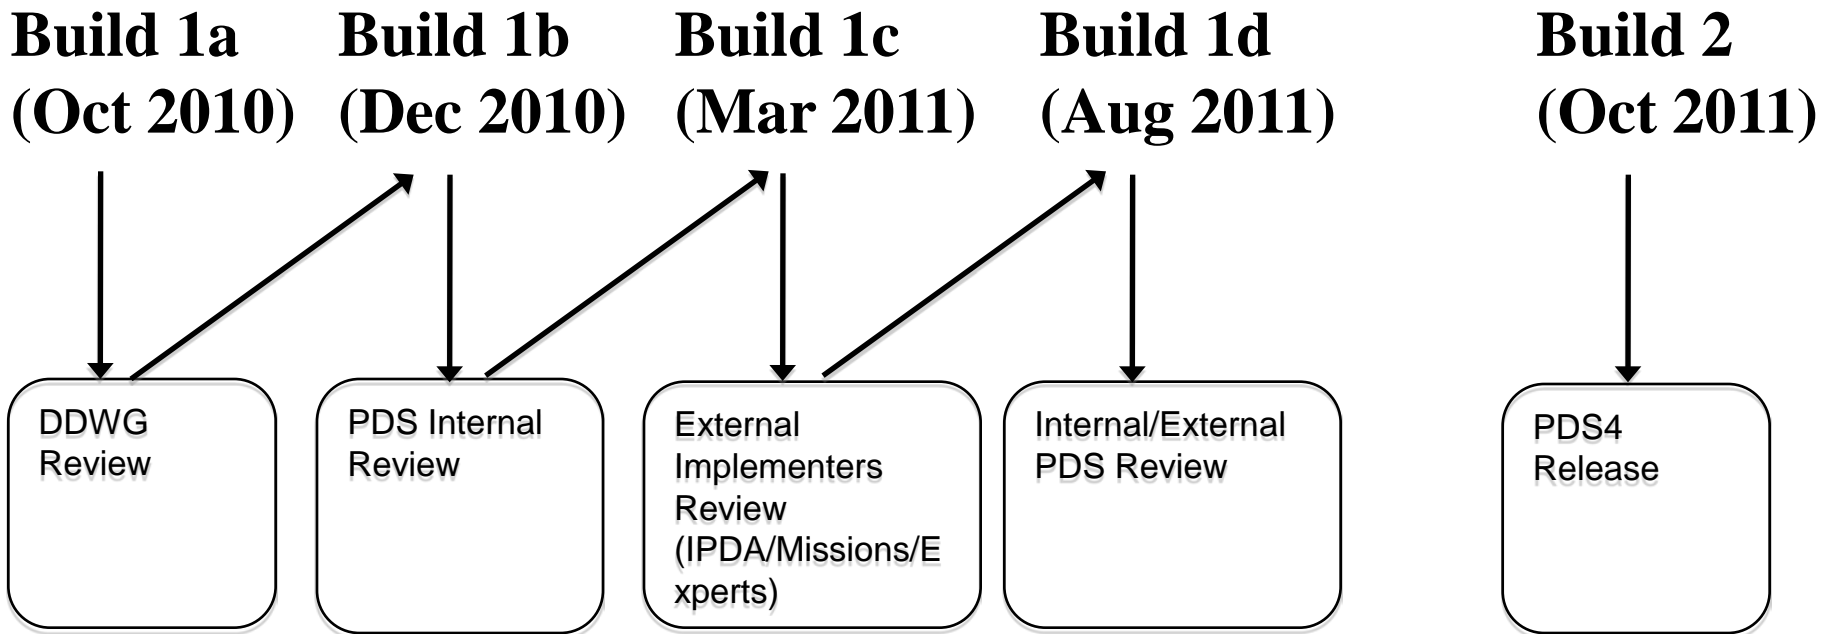 Build 1a
(Oct 2010)
Build 1b
(Dec 2010)
Build 1c
(Mar 2011)
Build 1d
(Aug 2011)
Build 2
(Oct 2011)
DDWG
Review
PDS Internal
Review
External
Implementers
Review
(IPDA/Missions/E
xperts)
Internal/External
PDS Review
PDS4
Release